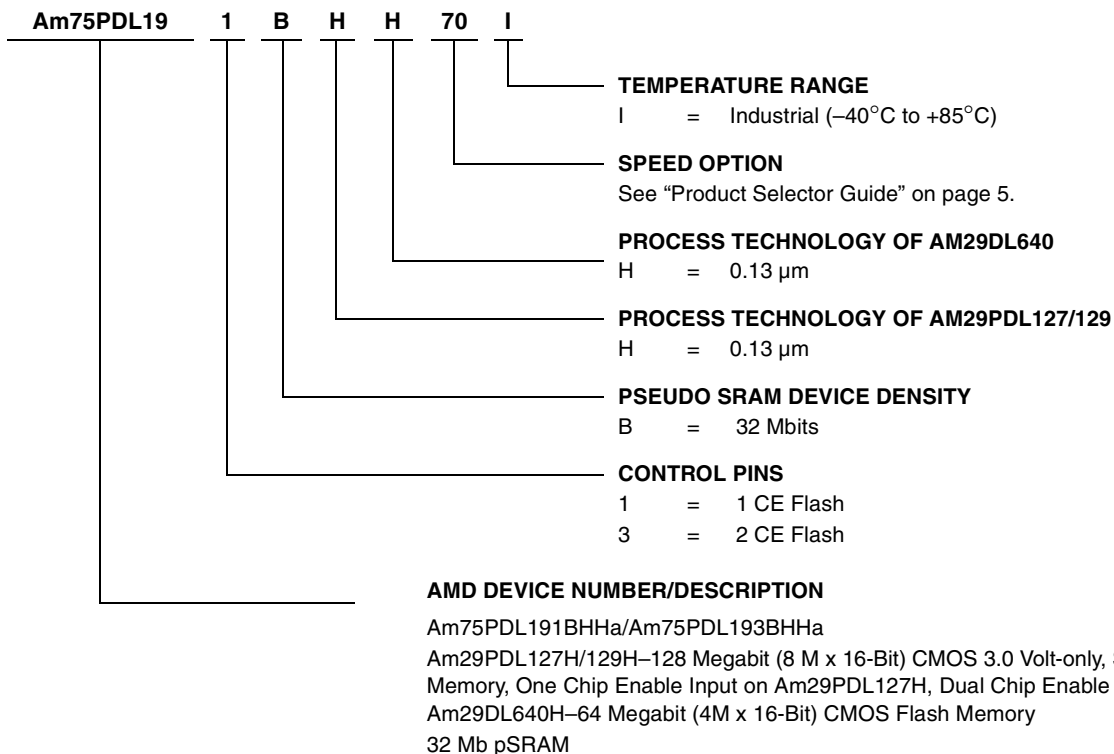 Am75PDL19 1 B H H 70 I
TEMPERATURE RANGE
I = Industrial (–40°C to +85°C)
SPEED OPTION
See “Product Selector Guide” on page 5.
PROCESS TECHNOLOGY OF AM29DL640
H = 0.13 µm
PROCESS TECHNOLOGY OF AM29PDL127/129
H = 0.13 µm
PSEUDO SRAM DEVICE DENSITY
B = 32 Mbits
CONTROL PINS
1 = 1 CE Flash
3 = 2 CE Flash
AMD DEVICE NUMBER/DESCRIPTION
Am75PDL191BHHa/Am75PDL193BHHa
Am29PDL127H/129H–128 Megabit (8 M x 16-Bit) CMOS 3.0 Volt-only,
Memory, One Chip Enable Input on Am29PDL127H, Dual Chip Enable
Am29DL640H–64 Megabit (4M x 16-Bit) CMOS Flash Memory
32 Mb pSRAM